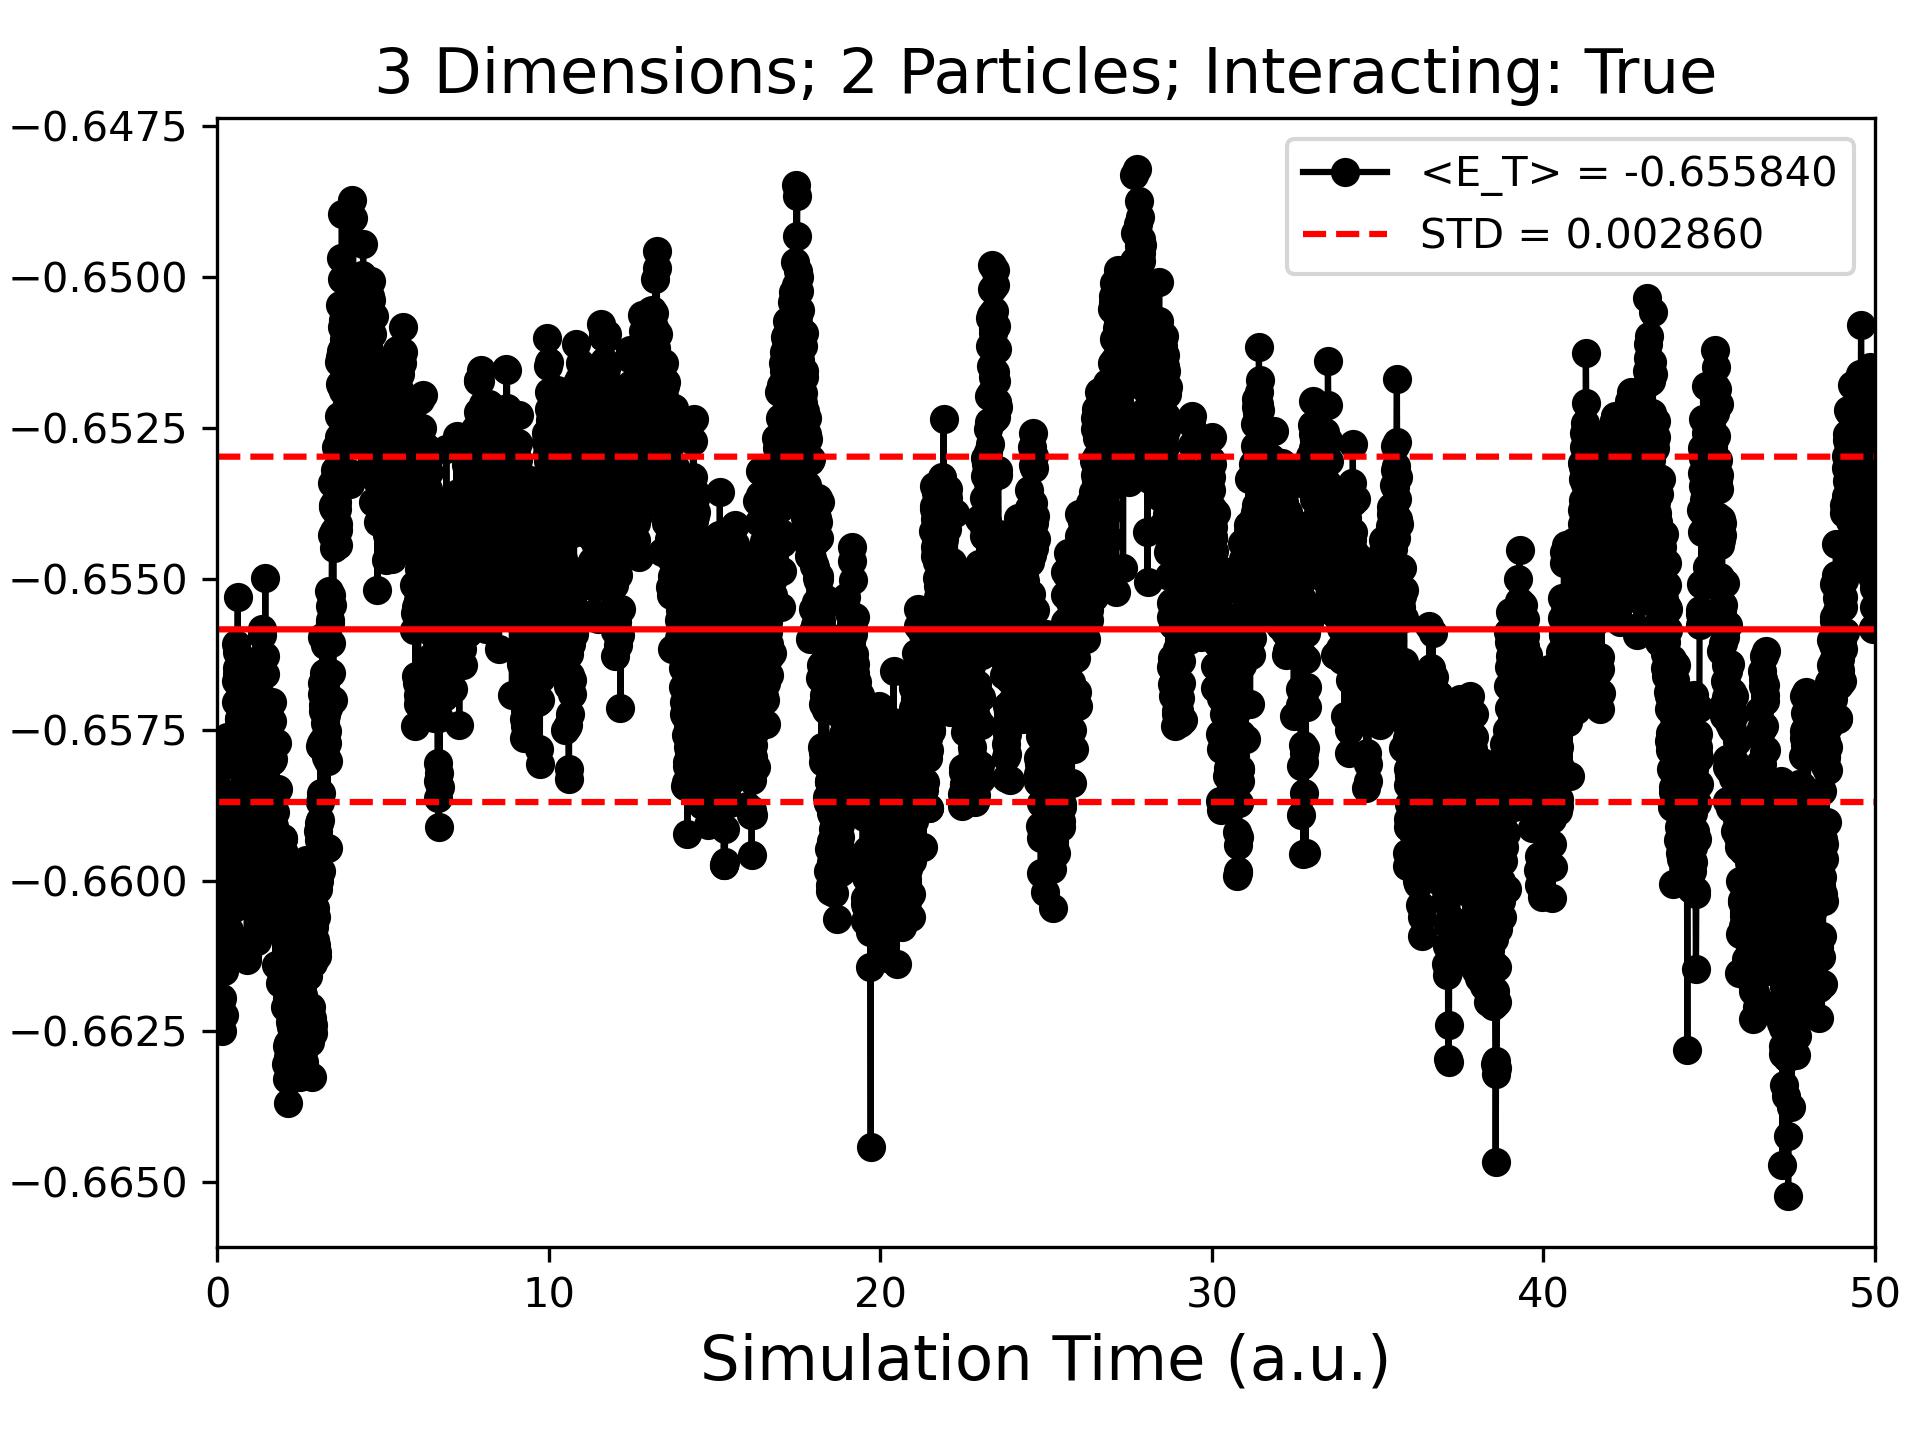 3 Dimensions; 2 Particles; Interacting: True
<E_T> = -0.655840
STD = 0.002860
−0.6475
−0.6500
−0.6525
−0.6550
−0.6575
−0.6600
−0.6625
−0.6650
0 10 20 30 40 50
Simulation Time (a.u.)